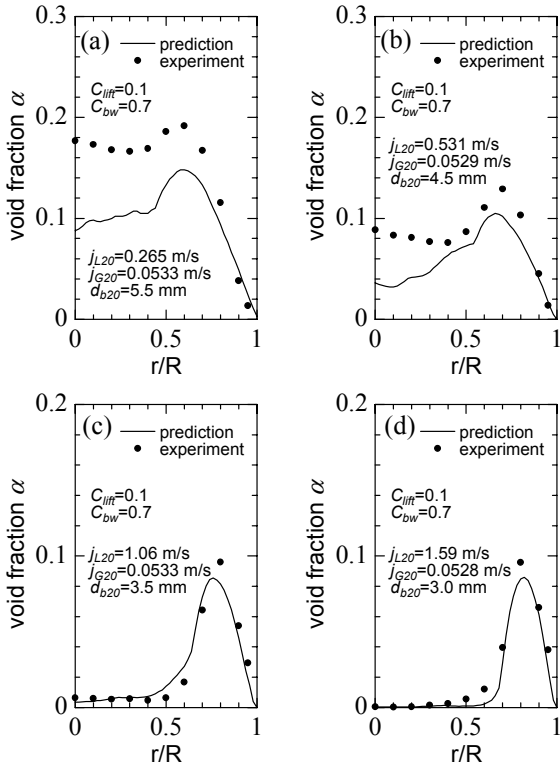 (a)
prediction
experiment
C_lift=0.1
C_bw=0.7
j_L20=0.265 m/s
j_G20=0.0533 m/s
d_b20=5.5 mm
void fraction α
0.3
0.2
0.1
0
0 0.5 1
r/R
(b)
prediction
experiment
C_lift=0.1
C_bw=0.7
j_L20=0.531 m/s
j_G20=0.0529 m/s
d_b20=4.5 mm
void fraction α
0.3
0.2
0.1
0
0 0.5 1
r/R
(c)
prediction
experiment
C_lift=0.1
C_bw=0.7
j_L20=1.06 m/s
j_G20=0.0533 m/s
d_b20=3.5 mm
void fraction α
0.2
0.1
0
0 0.5 1
r/R
(d)
prediction
experiment
C_lift=0.1
C_bw=0.7
j_L20=1.59 m/s
j_G20=0.0528 m/s
d_b20=3.0 mm
void fraction α
0.2
0.1
0
0 0.5 1
r/R